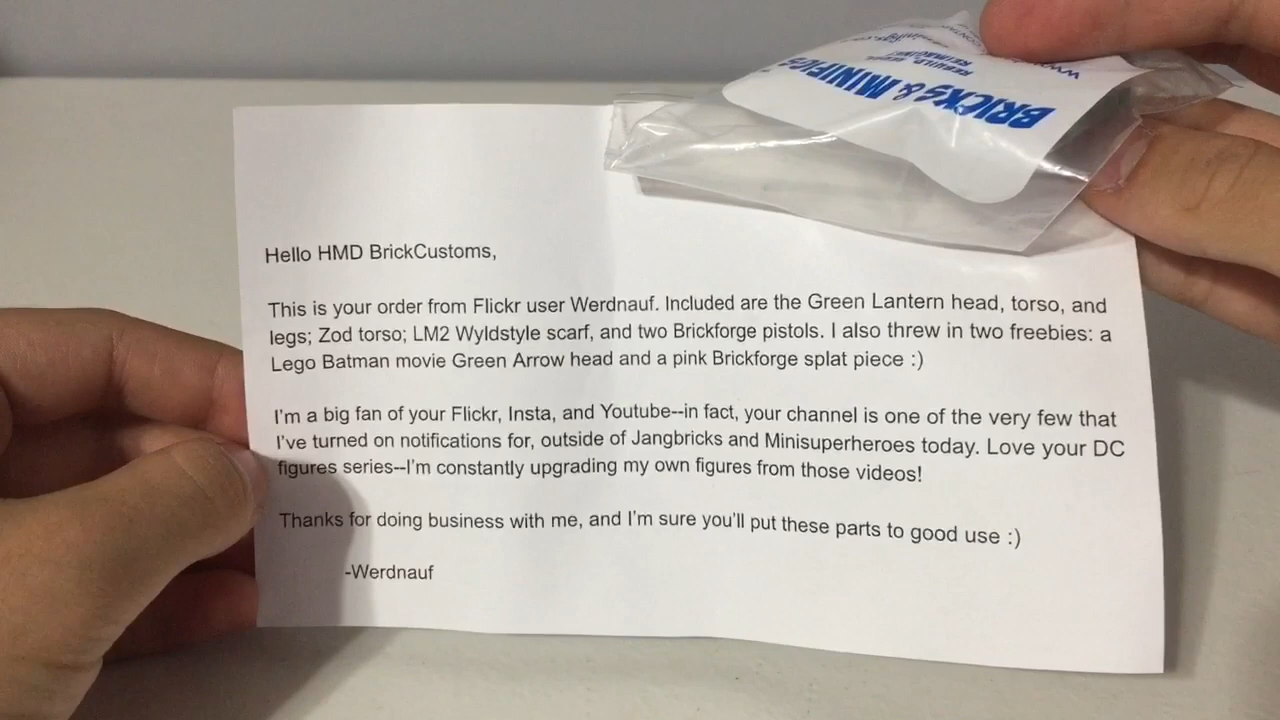 BRICKS & MINIFIGS
REBUILD, REUSE,
REIMAGINE!
Hello HMD BrickCustoms,
This is your order from Flickr user Werdnauf. Included are the Green Lantern head, torso, and
legs; Zod torso; LM2 Wyldstyle scarf, and two Brickforge pistols. I also threw in two freebies: a
Lego Batman movie Green Arrow head and a pink Brickforge splat piece :)
I'm a big fan of your Flickr, Insta, and Youtube--in fact, your channel is one of the very few that
I've turned on notifications for, outside of Jangbricks and Minisuperheroes today. Love your DC
figures series--I'm constantly upgrading my own figures from those videos!
Thanks for doing business with me, and I'm sure you'll put these parts to good use :)
-Werdnauf